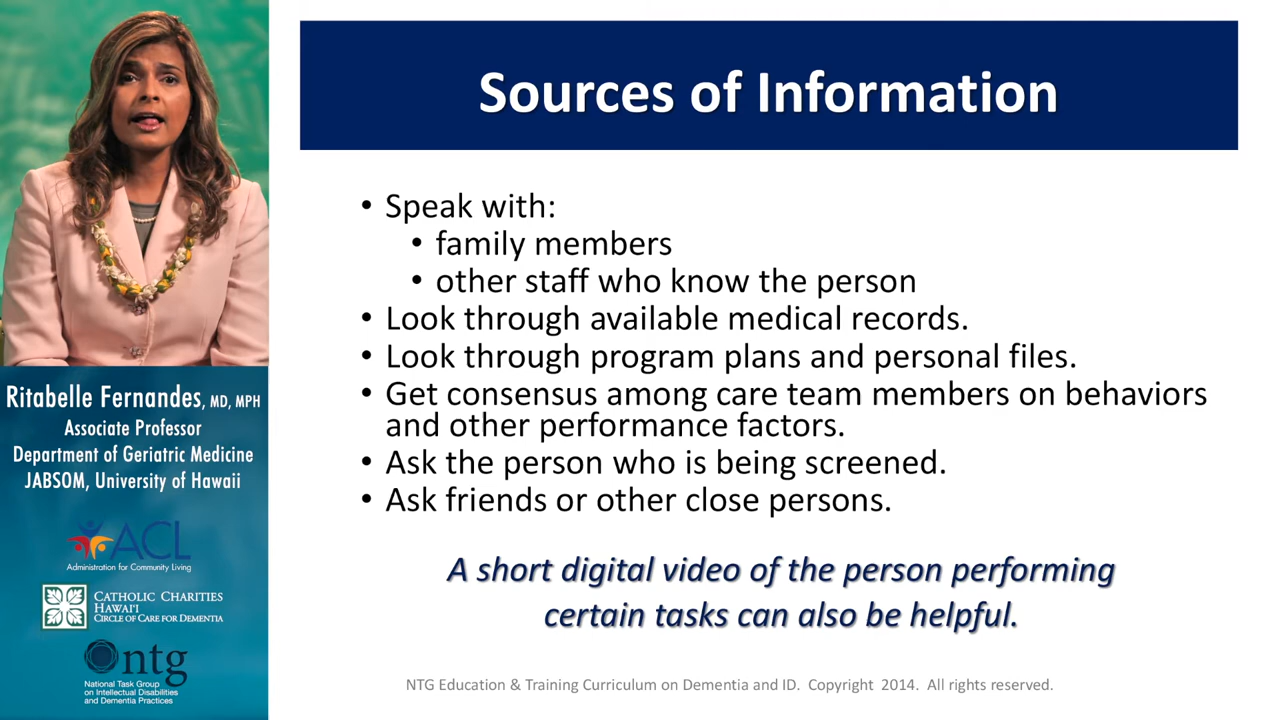 Sources of Information
• Speak with:
• family members
• other staff who know the person
• Look through available medical records.
• Look through program plans and personal files.
• Get consensus among care team members on behaviors
and other performance factors.
• Ask the person who is being screened.
• Ask friends or other close persons.
A short digital video of the person performing
certain tasks can also be helpful.
NTG Education & Training Curriculum on Dementia and ID. Copyright 2014. All rights reserved.
Ritabelle Fernandes, MD, MPH
Associate Professor
Department of Geriatric Medicine
JABSOM, University of Hawaii
ACL
Administration for Community Living
CATHOLIC CHARITIES
HAWAI‘I
CIRCLE OF CARE FOR DEMENTIA
ntg
National Task Group
on Intellectual Disabilities
and Dementia Practices